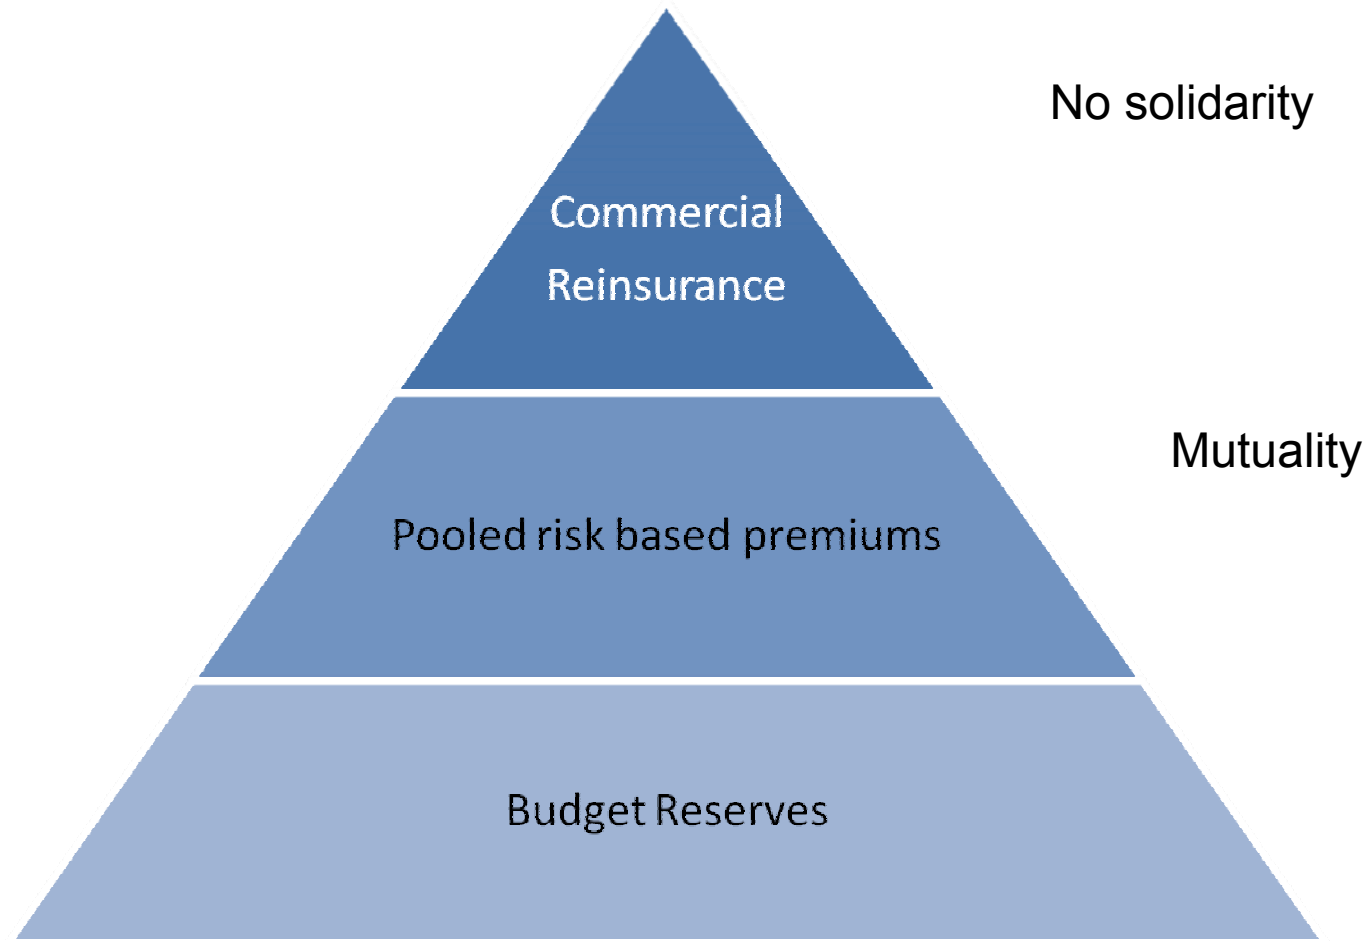 No solidarity
Commercial
Reinsurance
Mutuality
Pooled risk based premiums
Budget Reserves